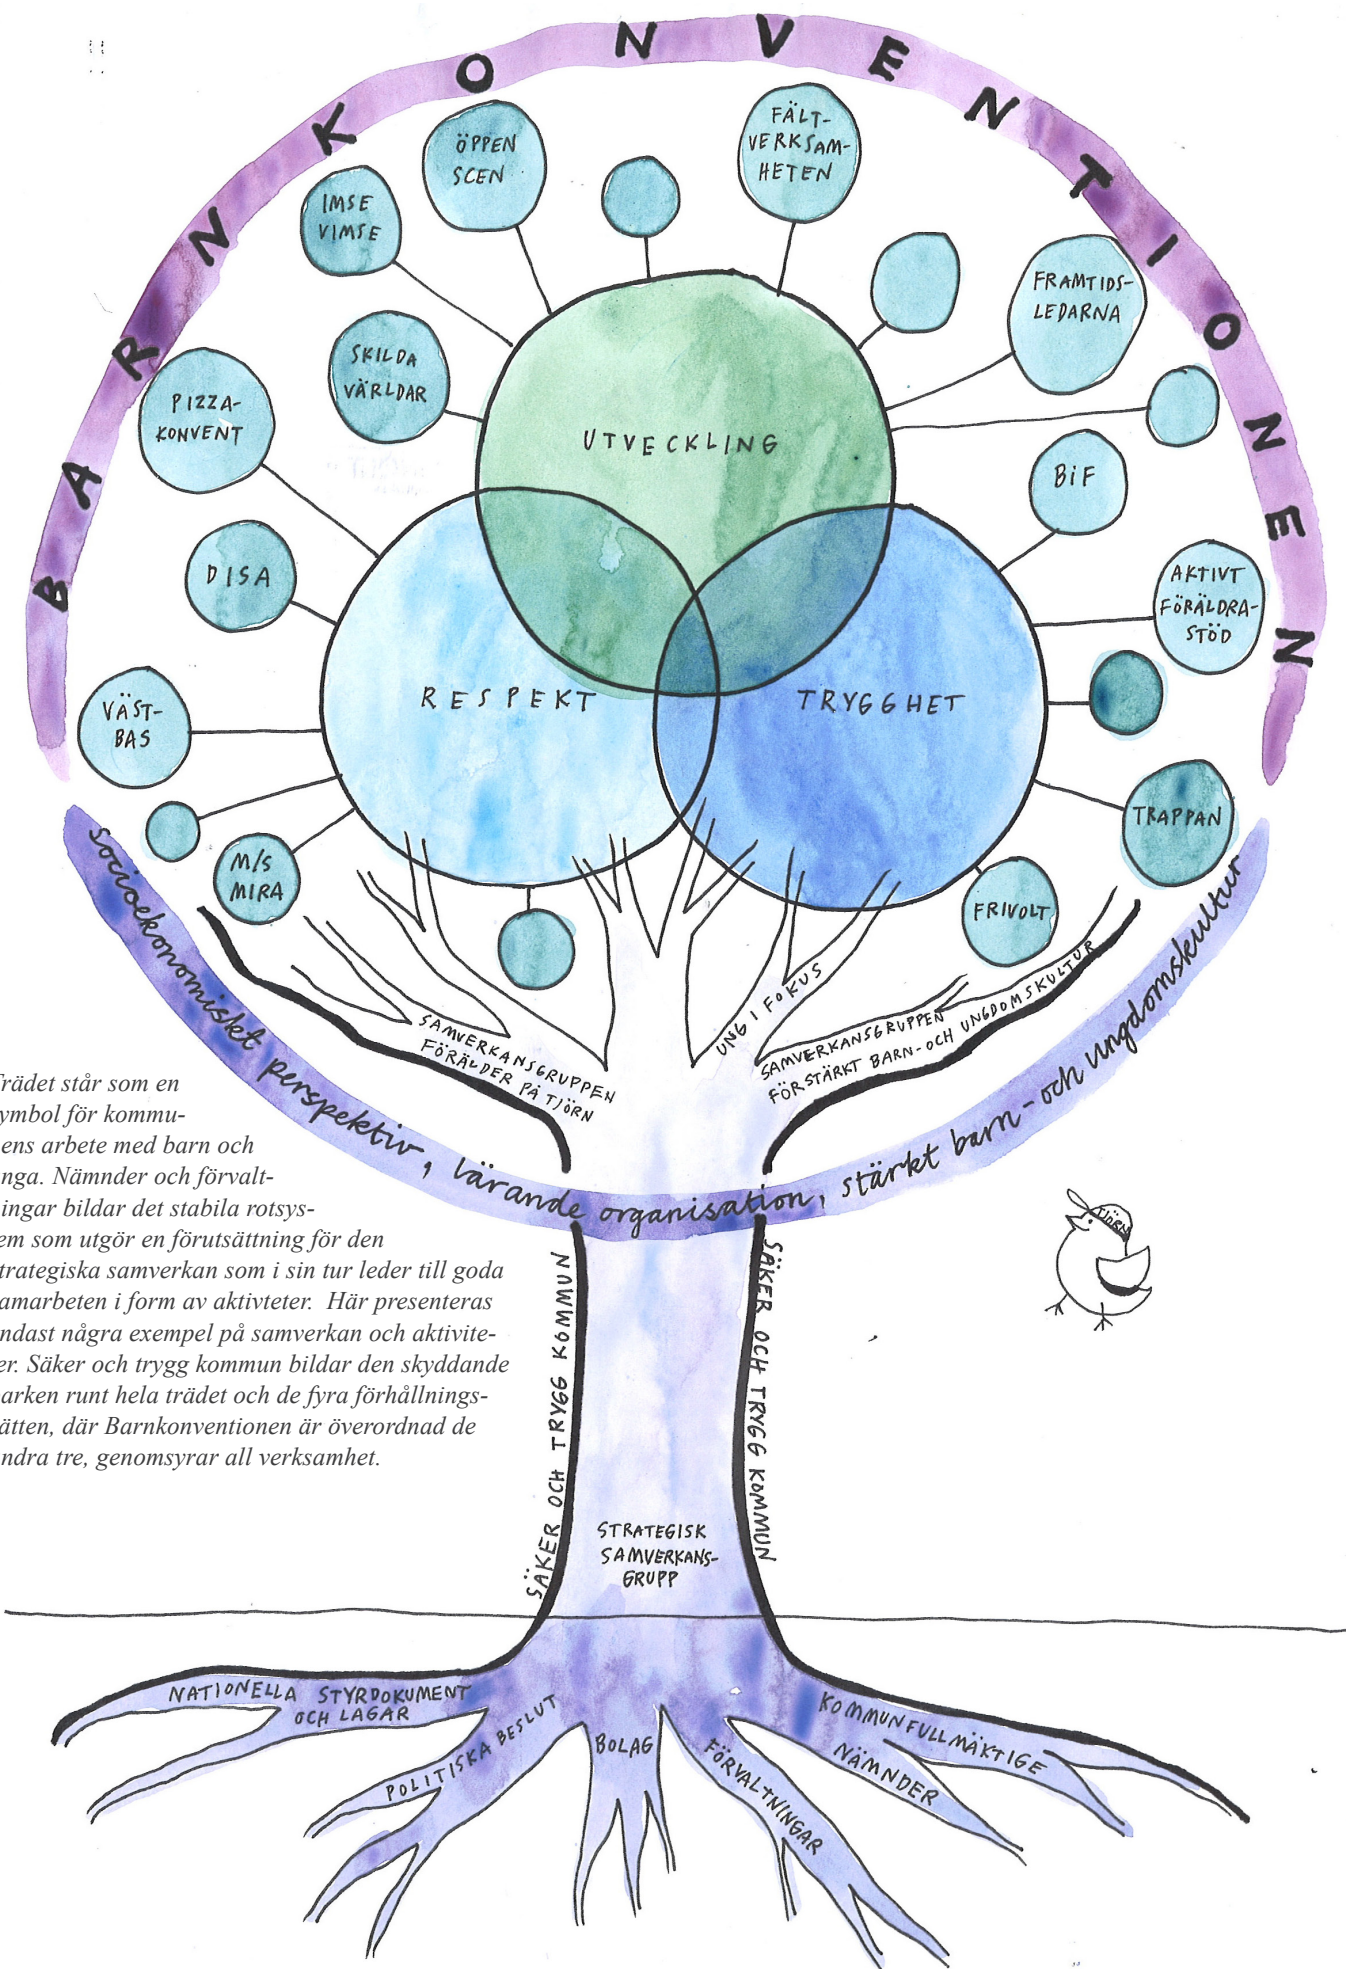 BARNKONVENTIONEN
ÖPPEN
SCEN
FÄLT-
VERKSAM-
HETEN
IMSE
VIMSE
FRAMTIDS-
LEDARNA
SKILDA
VÄRLDAR
PIZZA-
KONVENT
UTVECKLING
BIF
DISA
AKTIVT
FÖRÄLDRA-
STÖD
RESPEKT
TRYGGHET
VÄST-
BAS
TRAPPAN
M/S
MIRA
FRIVOLT
SAMVERKANSGRUPPEN
FÖRÄLDER PÅ TJÖRN
UNG I FOKUS
SAMVERKANSGRUPPEN
FÖR STÄRKT BARN- OCH UNGDOMSKULTUR
socioekonomiskt perspektiv, lärande organisation, stärkt barn- och ungdomskultur
Trädet står som en
ymbol för kommu-
ens arbete med barn och
nga. Nämnder och förvalt-
ingar bildar det stabila rotsys-
em som utgör en förutsättning för den
trategiska samverkan som i sin tur leder till goda
amarbeten i form av aktivteter. Här presenteras
ndast några exempel på samverkan och aktivite-
er. Säker och trygg kommun bildar den skyddande
arken runt hela trädet och de fyra förhållnings-
ätten, där Barnkonventionen är överordnad de
ndra tre, genomsyrar all verksamhet.
TJÖRN
SÄKER OCH TRYGG KOMMUN
SÄKER OCH TRYGG KOMMUN
STRATEGISK
SAMVERKANS-
GRUPP
NATIONELLA STYRDOKUMENT
OCH LAGAR
POLITISKA BESLUT
BOLAG
FÖRVALTNINGAR
NÄMNDER
KOMMUNFULLMÄKTIGE